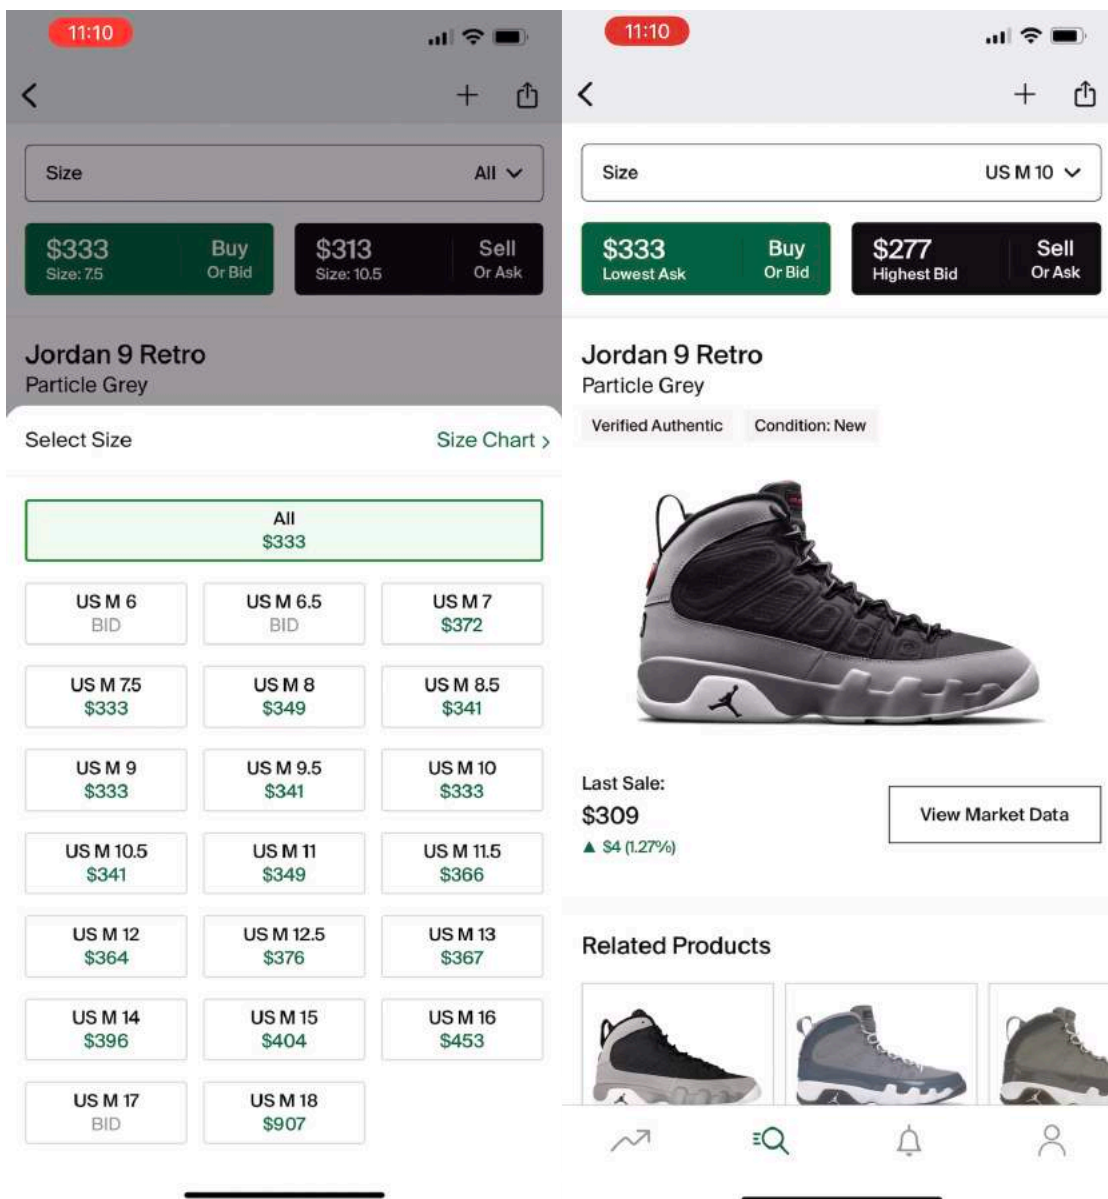 11:10
Size
All
$333
Size: 7.5
Buy
Or Bid
$313
Size: 10.5
Sell
Or Ask
Jordan 9 Retro
Particle Grey
Select Size
Size Chart >
All
$333
US M 6
BID
US M 6.5
BID
US M 7
$372
US M 7.5
$333
US M 8
$349
US M 8.5
$341
US M 9
$333
US M 9.5
$341
US M 10
$333
US M 10.5
$341
US M 11
$349
US M 11.5
$366
US M 12
$364
US M 12.5
$376
US M 13
$367
US M 14
$396
US M 15
$404
US M 16
$453
US M 17
BID
US M 18
$907
11:10
Size
US M 10
$333
Lowest Ask
Buy
Or Bid
$277
Highest Bid
Sell
Or Ask
Jordan 9 Retro
Particle Grey
Verified Authentic
Condition: New
Last Sale:
$309
▲ $4 (1.27%)
View Market Data
Related Products